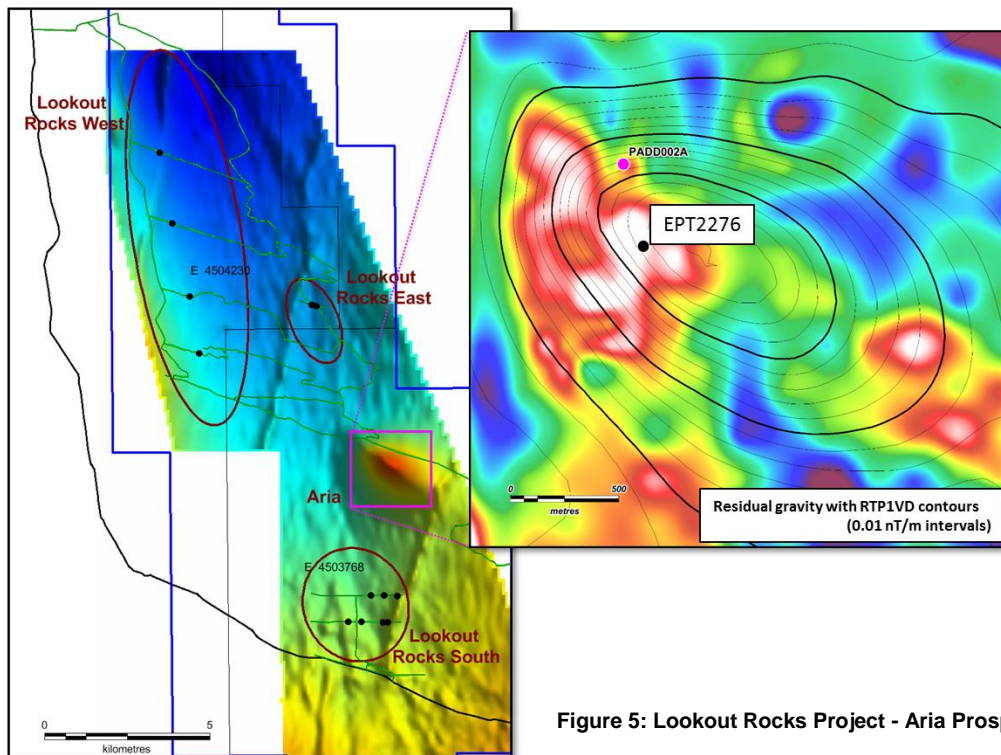 Lookout
Rocks West
E 4504230
Lookout
Rocks East
Aria
E 4503768
Lookout
Rocks South
0 5
kilometres
PADD002A
EPT2276
0 500
metres
Residual gravity with RTP1VD contours
(0.01 nT/m intervals)
Figure 5: Lookout Rocks Project - Aria Prosp